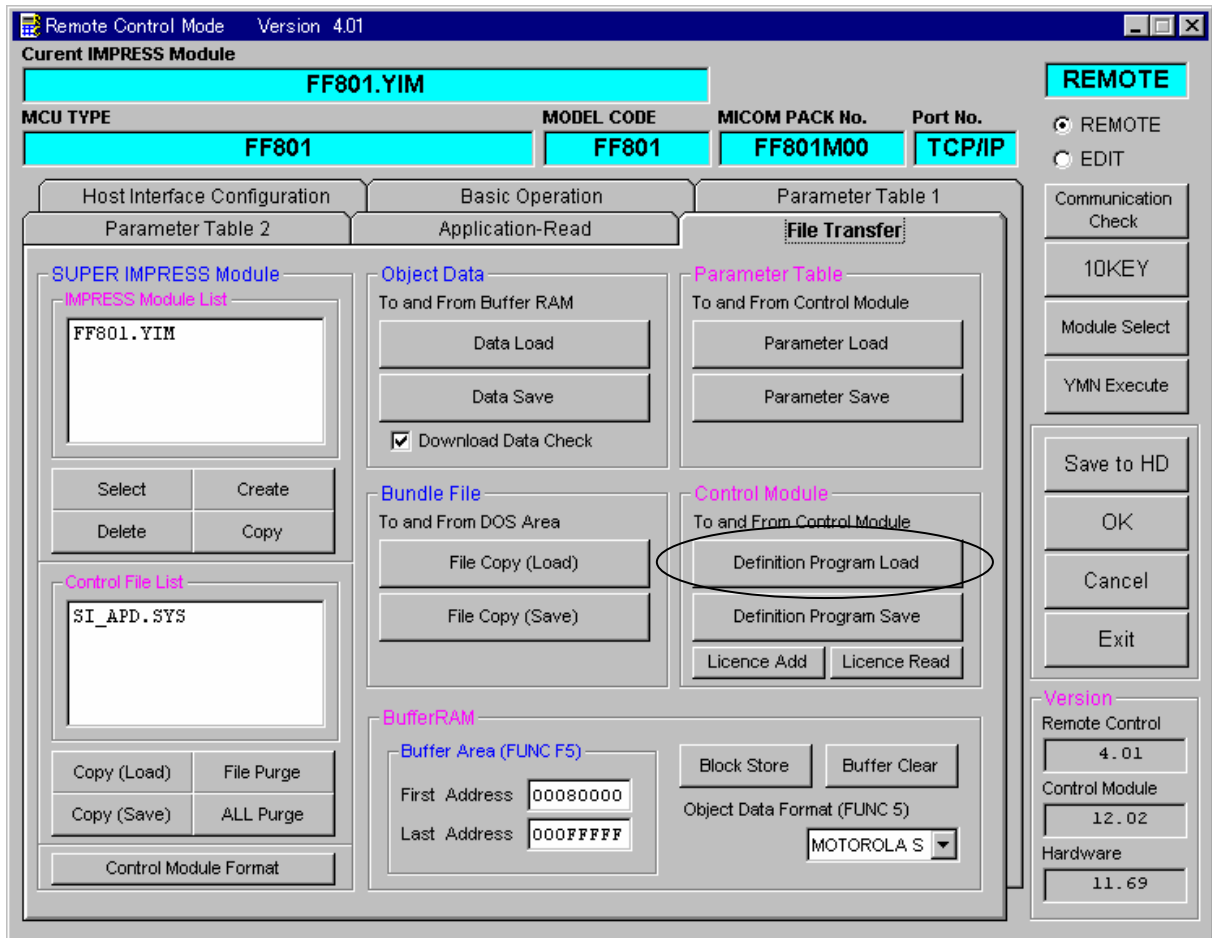 Remote Control Mode Version 4.01
Curent IMPRESS Module
FF801.YIM
REMOTE
MCU TYPE
MODEL CODE
MICOM PACK No.
Port No.
FF801
FF801
FF801M00
TCP/IP
REMOTE
EDIT
Host Interface Configuration
Basic Operation
Parameter Table 1
Parameter Table 2
Application-Read
File Transfer
SUPER IMPRESS Module
IMPRESS Module List
FF801.YIM
Select
Create
Delete
Copy
Control File List
SI_APD.SYS
Copy (Load)
File Purge
Copy (Save)
ALL Purge
Control Module Format
Object Data
To and From Buffer RAM
Data Load
Data Save
Download Data Check
Parameter Table
To and From Control Module
Parameter Load
Parameter Save
Bundle File
To and From DOS Area
File Copy (Load)
File Copy (Save)
Control Module
To and From Control Module
Definition Program Load
Definition Program Save
Licence Add
Licence Read
BufferRAM
Buffer Area (FUNC F5)
First Address 00080000
Last Address 000FFFFF
Block Store
Buffer Clear
Object Data Format (FUNC 5)
MOTOROLA S
Communication
Check
10KEY
Module Select
YMN Execute
Save to HD
OK
Cancel
Exit
Version
Remote Control
4.01
Control Module
12.02
Hardware
11.69